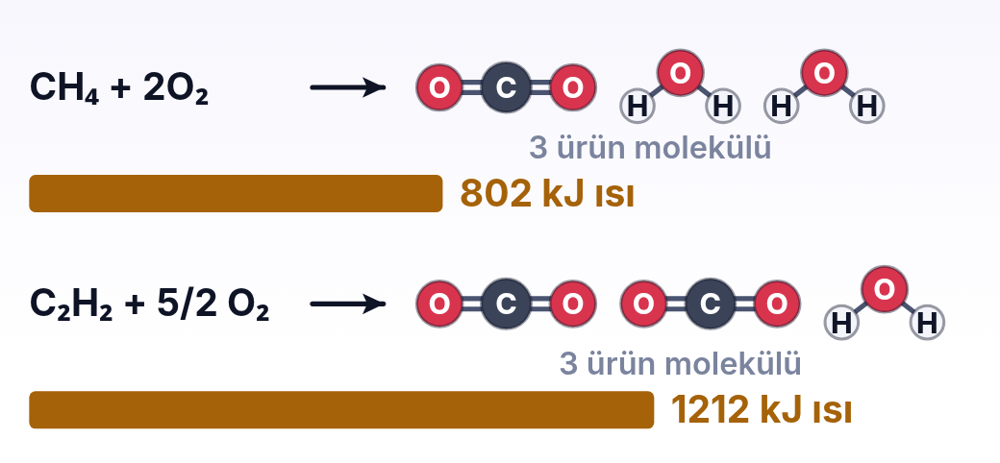 CH₄ + 2O₂ → O C O H O H H O H
3 ürün molekülü
802 kJ ısı
C₂H₂ + 5/2 O₂ → O C O O C O H O H
3 ürün molekülü
1212 kJ ısı